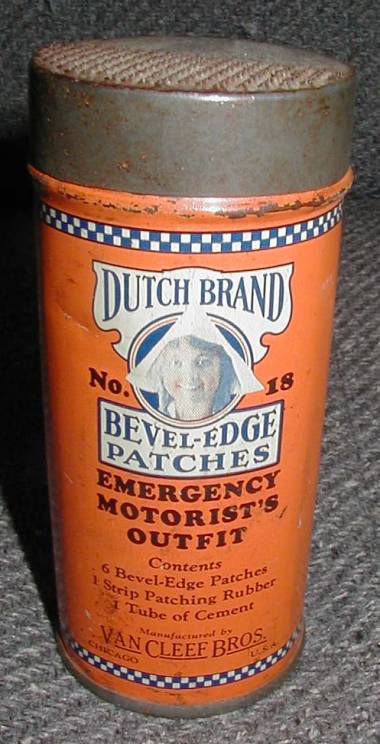 DUTCH BRAND
No. 18
BEVEL-EDGE
PATCHES
EMERGENCY
MOTORIST'S
OUTFIT
Contents
6 Bevel-Edge Patches
1 Strip Patching Rubber
1 Tube of Cement
Manufactured by
VAN CLEEF BROS.
CHICAGO U.S.A.